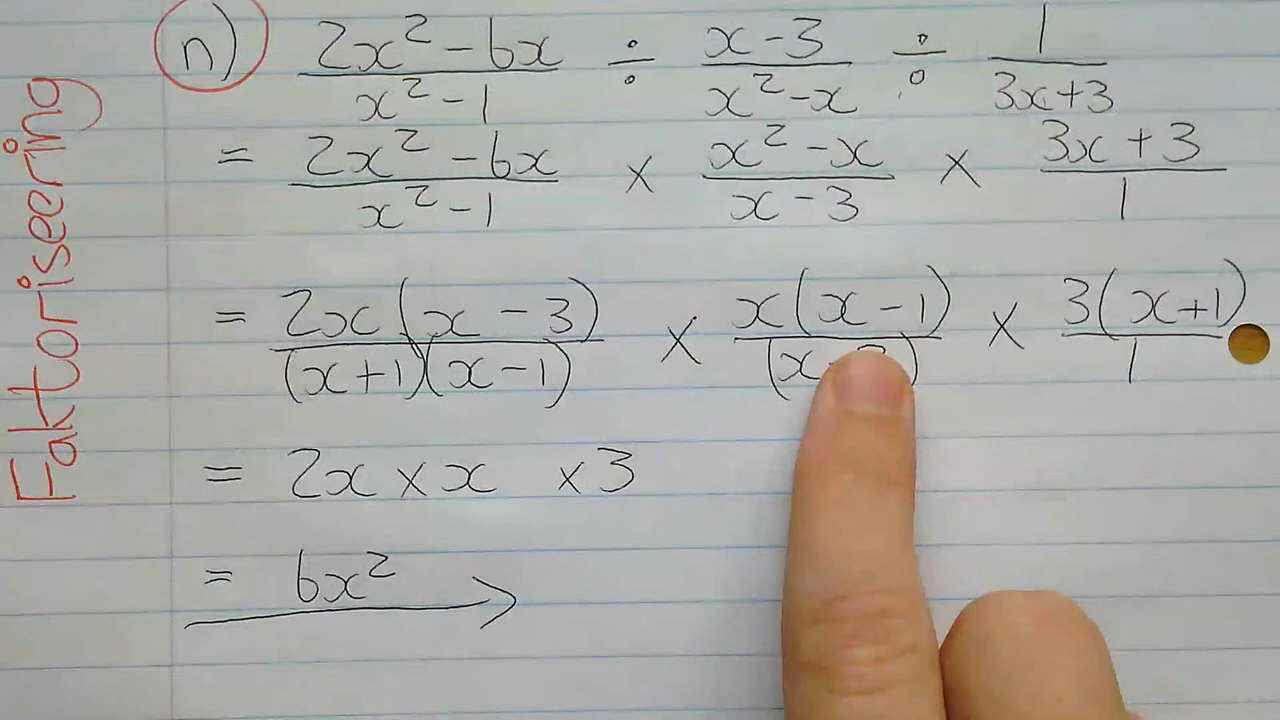 Faktoriseering
n) (2x² - 6x)/(x² - 1) ÷ (x - 3)/(x² - x) ÷ 1/(3x + 3)
= (2x² - 6x)/(x² - 1) × (x² - x)/(x - 3) × (3x + 3)/1
= 2x(x - 3)/(x + 1)(x - 1) × x(x - 1)/(x - ) × 3(x + 1)/1
= 2x × x × 3
= 6x²